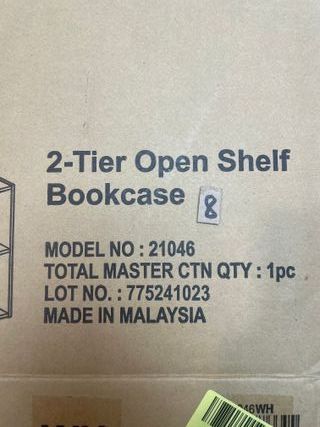 2-Tier Open Shelf
Bookcase 8
MODEL NO : 21046
TOTAL MASTER CTN QTY : 1pc
LOT NO. : 775241023
MADE IN MALAYSIA
46WH